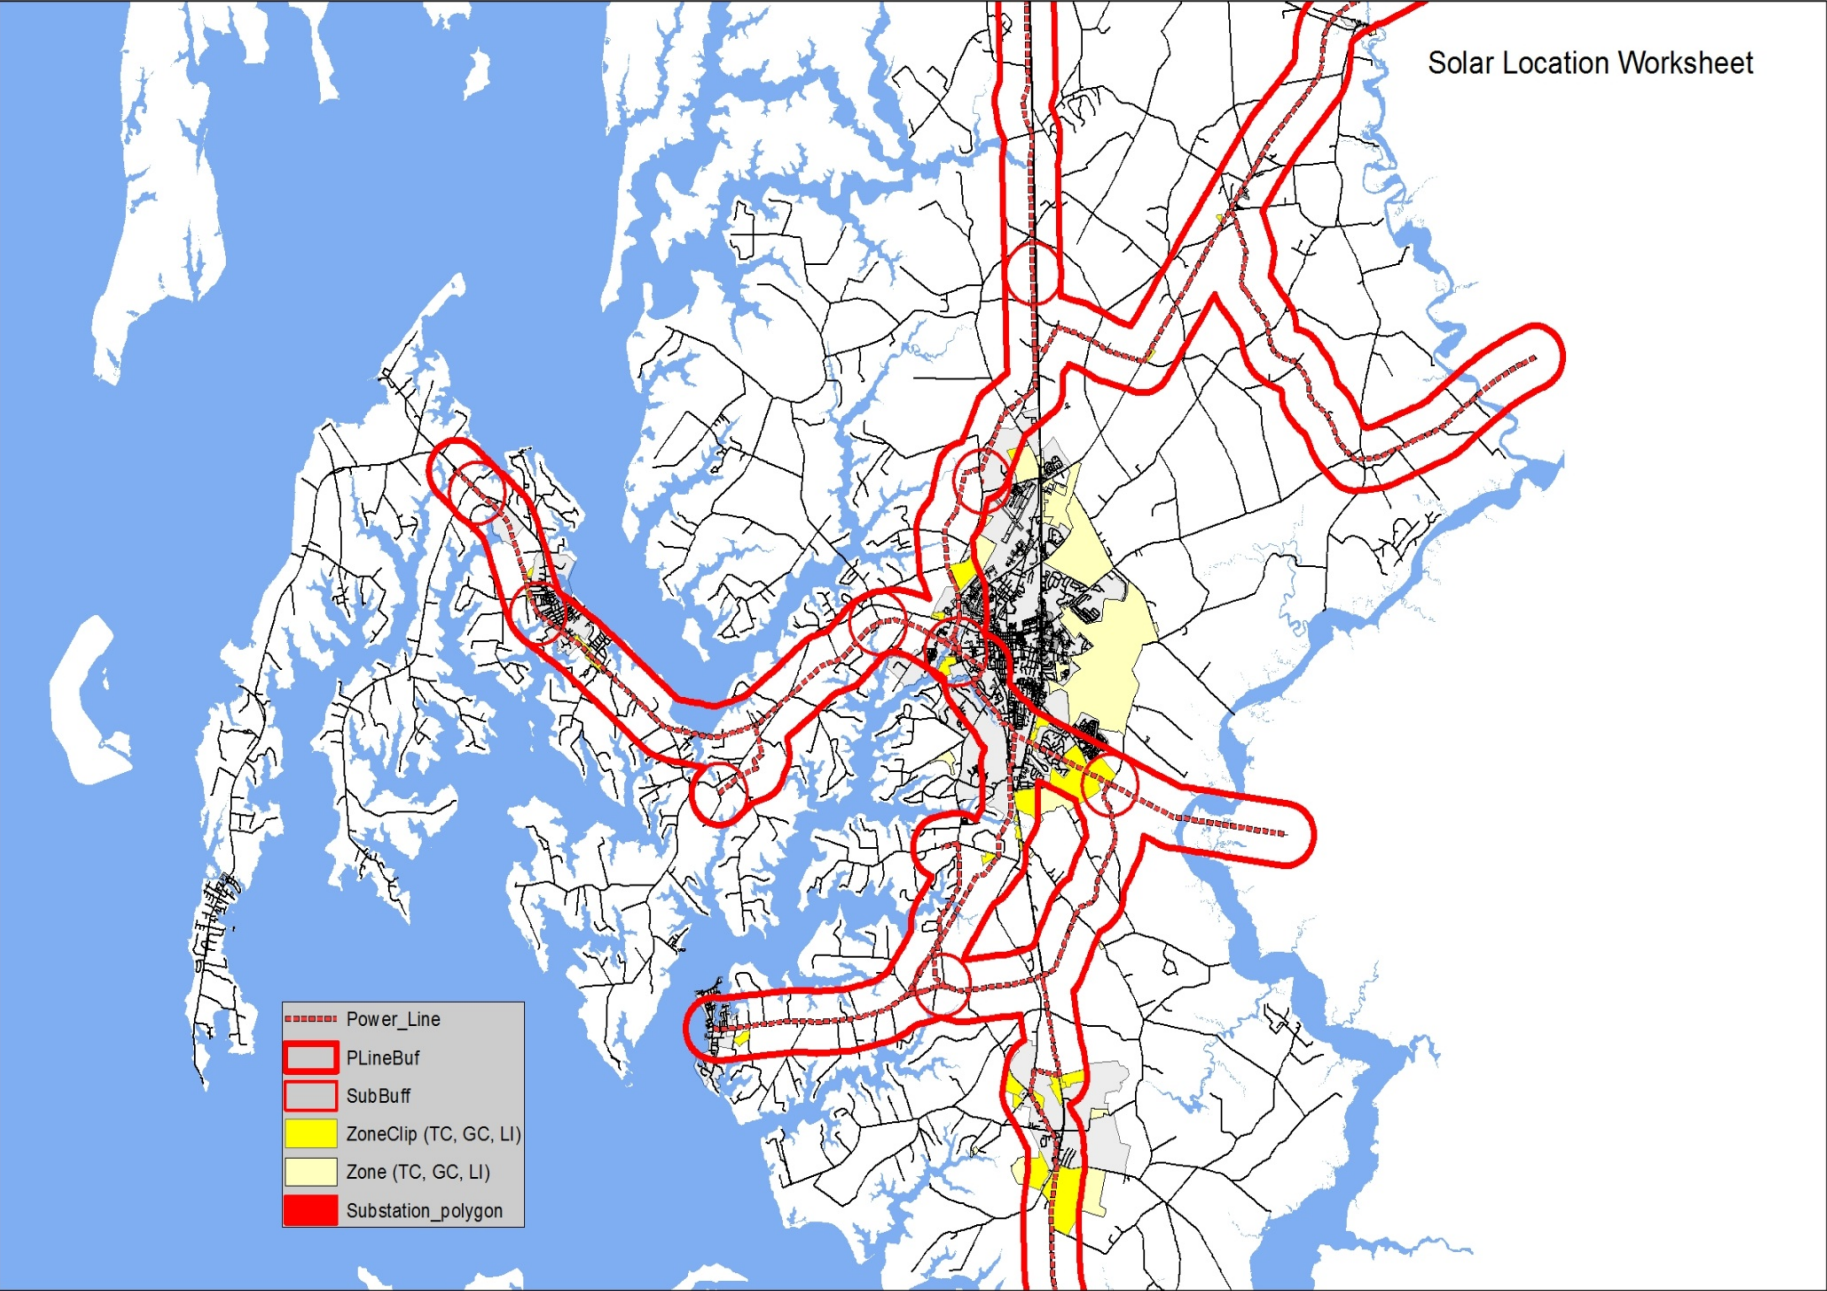 Solar Location Worksheet
Power_Line
PLineBuf
SubBuff
ZoneClip (TC, GC, LI)
Zone (TC, GC, LI)
Substation_polygon